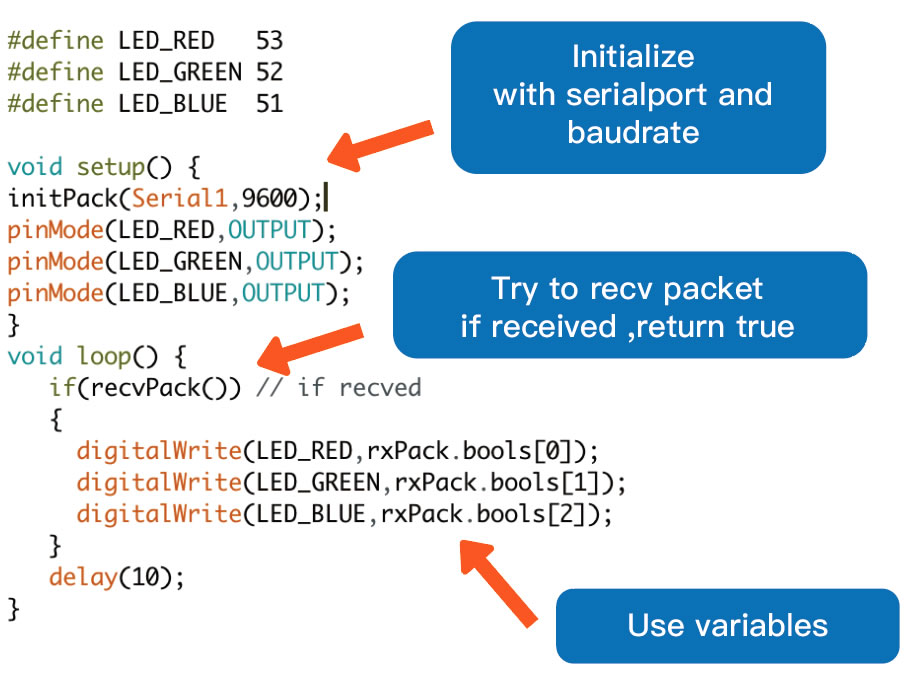 #define LED_RED   53
#define LED_GREEN 52
#define LED_BLUE  51
Initialize
with serialport and
baudrate
void setup() {
initPack(Serial1,9600);
pinMode(LED_RED,OUTPUT);
pinMode(LED_GREEN,OUTPUT);
pinMode(LED_BLUE,OUTPUT);
}
Try to recv packet
if received ,return true
void loop() {
   if(recvPack()) // if recved
   {
     digitalWrite(LED_RED,rxPack.bools[0]);
     digitalWrite(LED_GREEN,rxPack.bools[1]);
     digitalWrite(LED_BLUE,rxPack.bools[2]);
   }
   delay(10);
}
Use variables